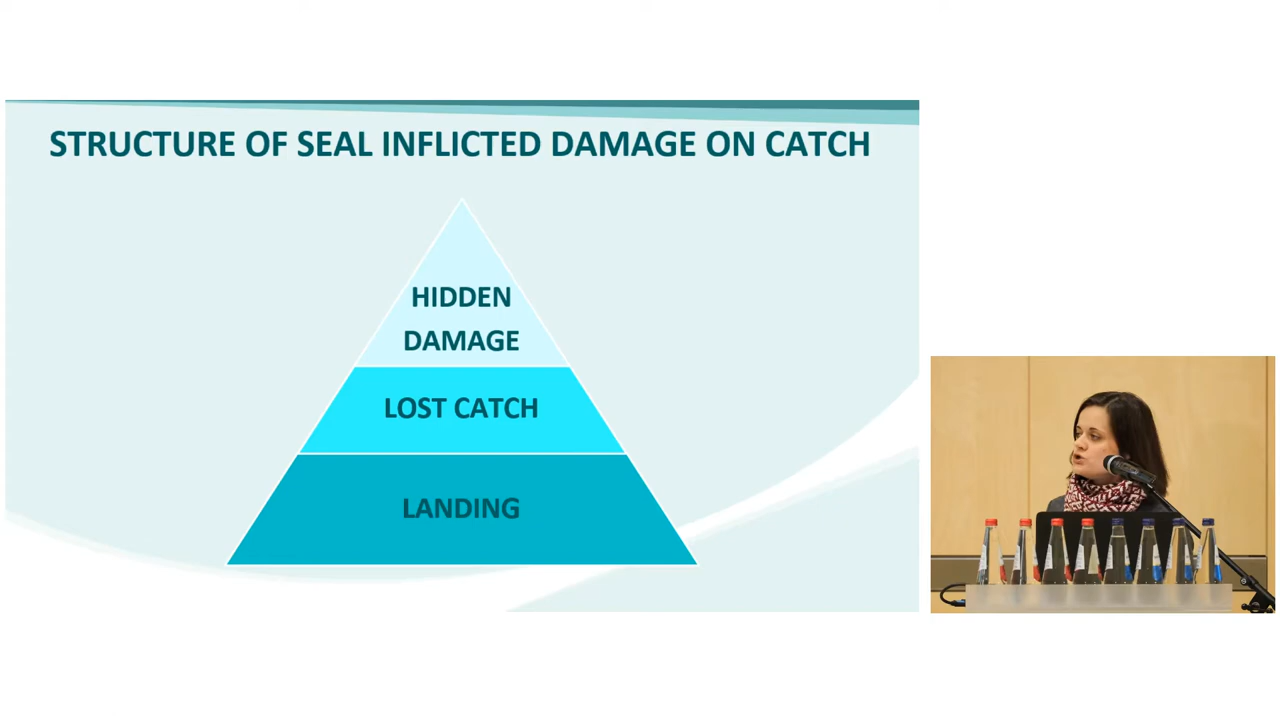 STRUCTURE OF SEAL INFLICTED DAMAGE ON CATCH
HIDDEN
DAMAGE
LOST CATCH
LANDING